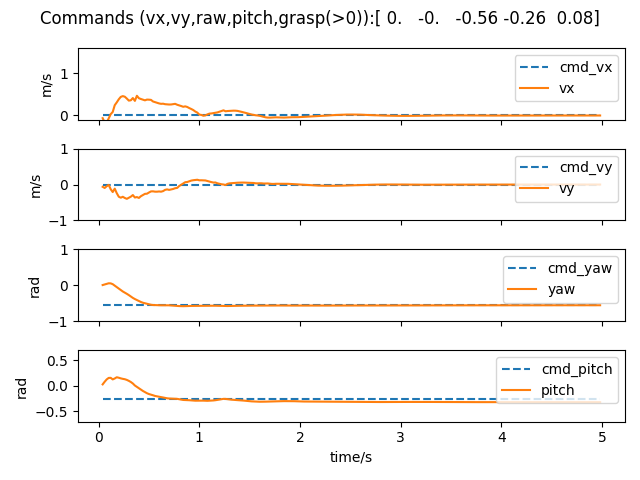 Commands (vx,vy,raw,pitch,grasp(>0)):[ 0.   -0.   -0.56 -0.26  0.08]
1
0
m/s
cmd_vx
vx
1
0
−1
m/s
cmd_vy
vy
1
0
−1
rad
cmd_yaw
yaw
0.5
0.0
−0.5
rad
cmd_pitch
pitch
0 1 2 3 4 5
time/s